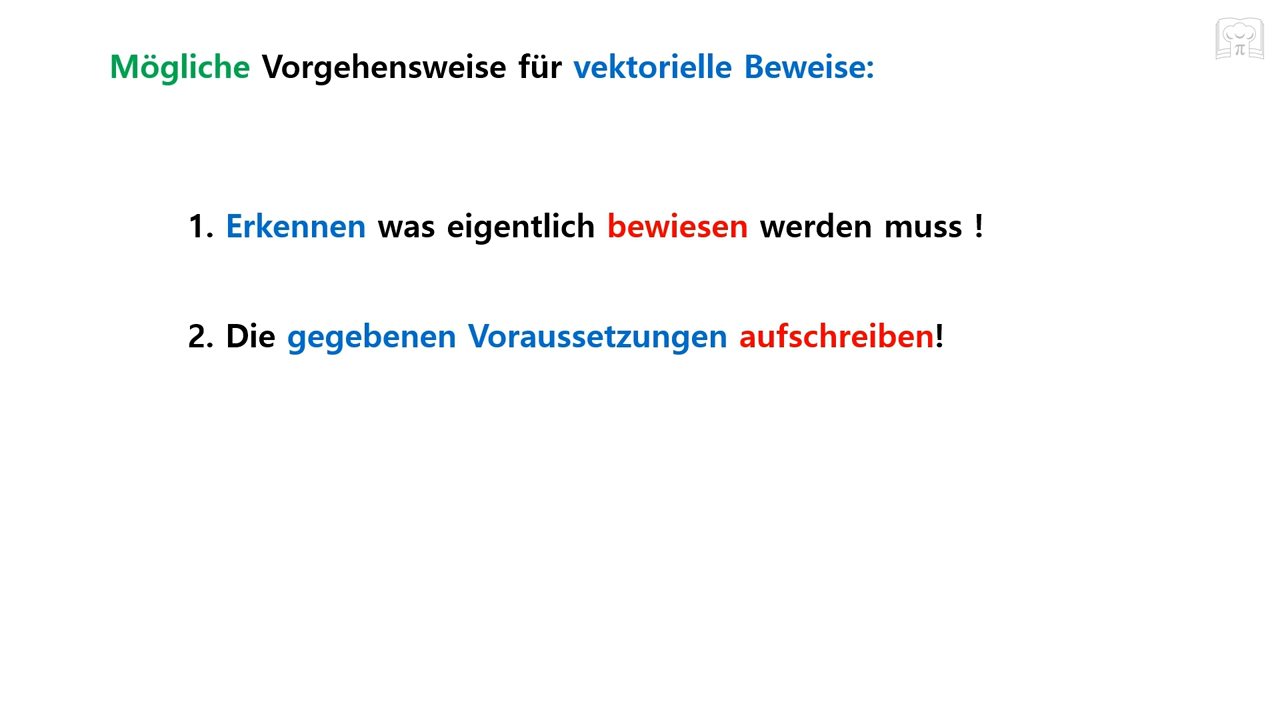 Mögliche Vorgehensweise für vektorielle Beweise:
1. Erkennen was eigentlich bewiesen werden muss !
2. Die gegebenen Voraussetzungen aufschreiben!
π